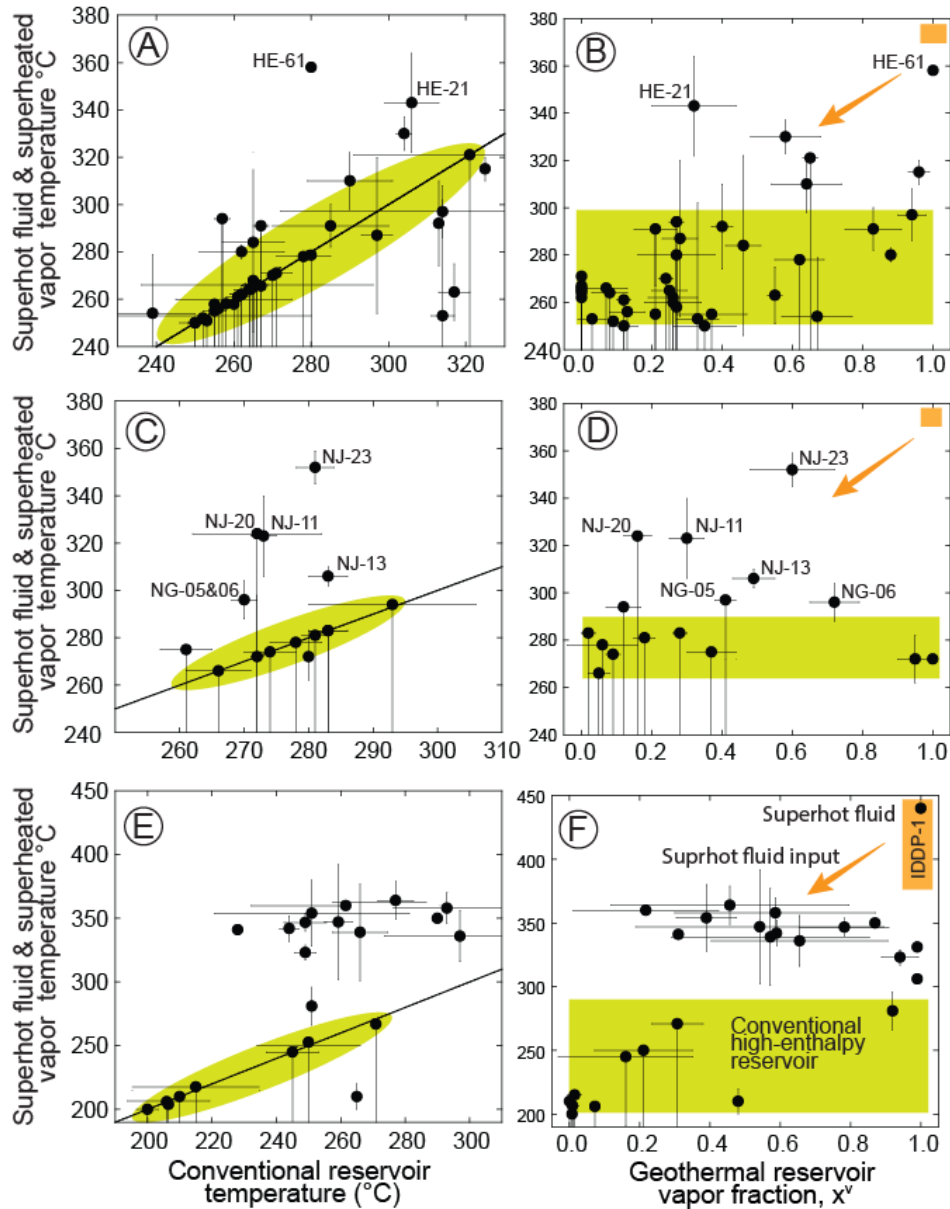 Superhot fluid & superheated
vapor temperature °C
A
HE-61
HE-21
380
360
340
320
300
280
260
240
240
260
280
300
320
B
HE-61
HE-21
380
360
340
320
300
280
260
240
0.0
0.2
0.4
0.6
0.8
1.0
Superhot fluid & superheated
vapor temperature °C
C
NJ-23
NJ-20
NJ-11
NJ-13
NG-05&06
380
360
340
320
300
280
260
240
260
270
280
290
300
310
D
NJ-23
NJ-20
NJ-11
NJ-13
NG-05
NG-06
380
360
340
320
300
280
260
240
0.0
0.2
0.4
0.6
0.8
1.0
Superhot fluid & superheated
vapor temperature °C
E
450
400
350
300
250
200
200
220
240
260
280
300
Conventional reservoir
temperature (°C)
F
Superhot fluid
Suprhot fluid input
IDDP-1
Conventional
high-enthalpy
reservoir
450
400
350
300
250
200
0.0
0.2
0.4
0.6
0.8
1.0
Geothermal reservoir
vapor fraction, xᵛ